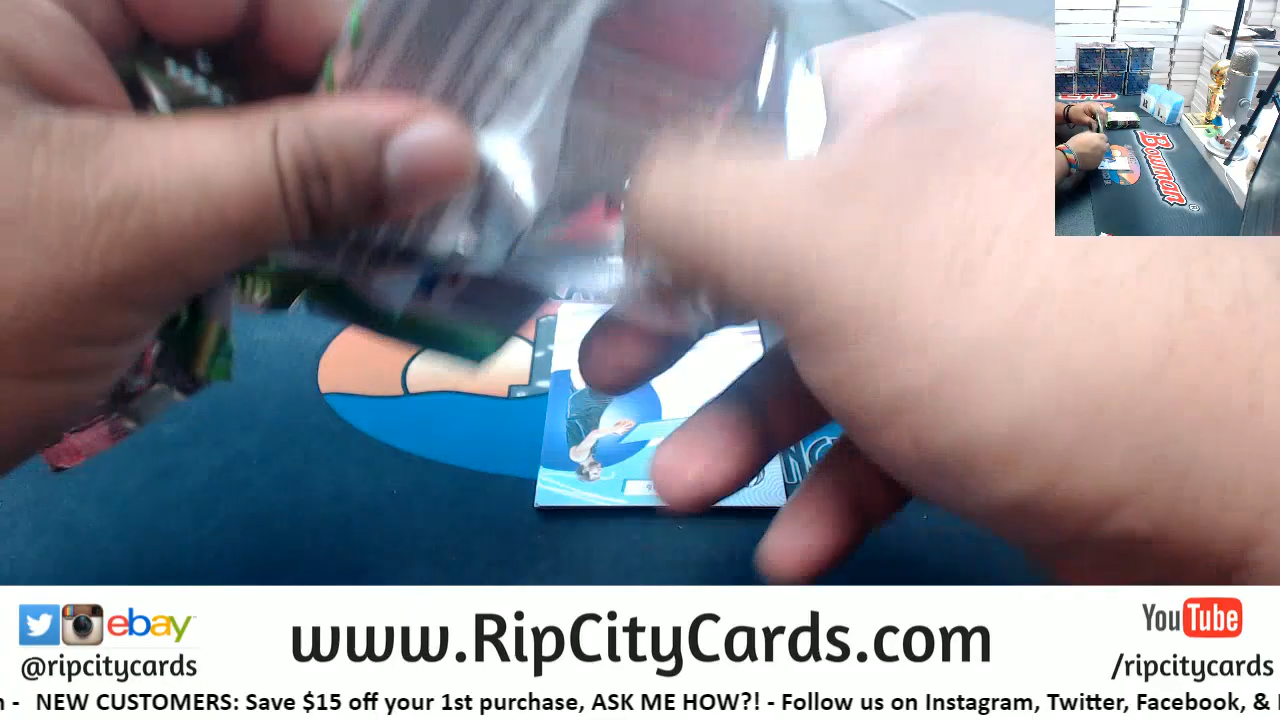 Bowman
www.RipCityCards.com
ebay
@ripcitycards
YouTube
/ripcitycards
n - NEW CUSTOMERS: Save $15 off your 1st purchase, ASK ME HOW?! - Follow us on Instagram, Twitter, Facebook, &